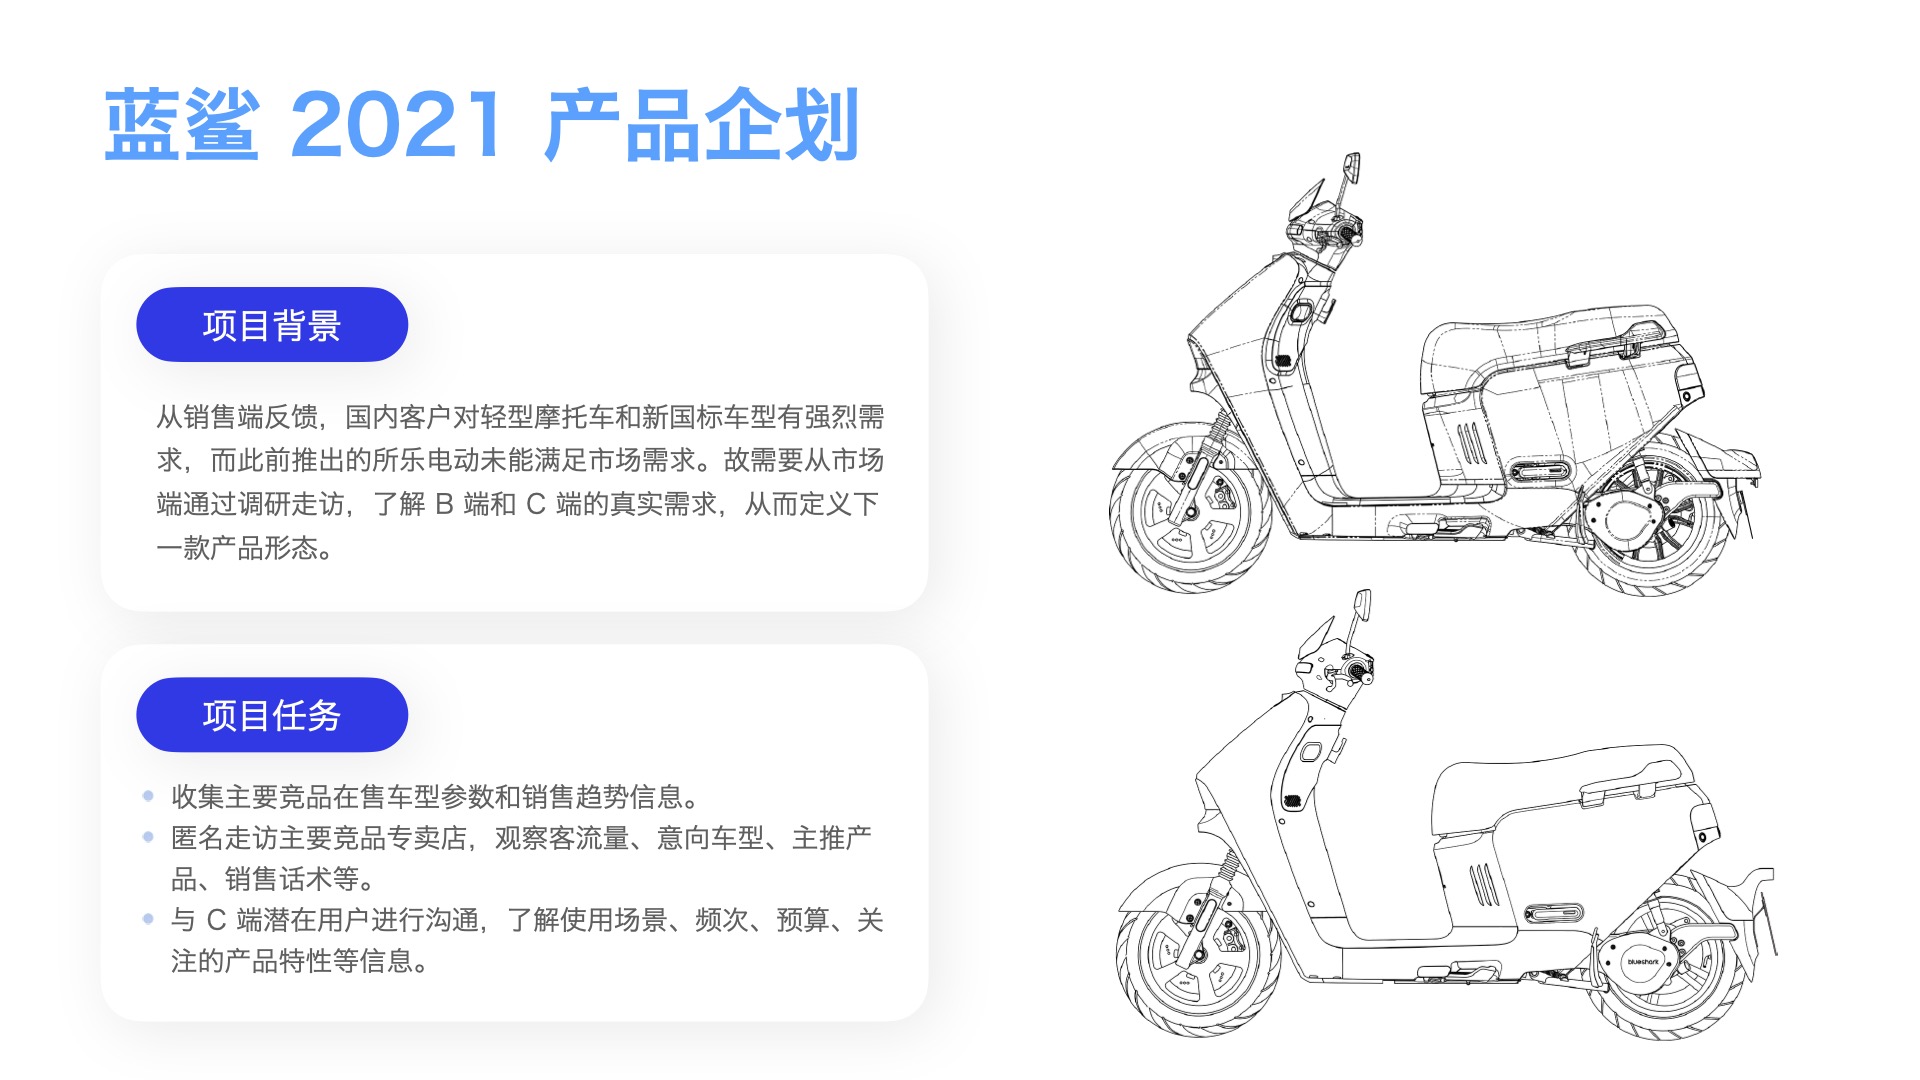 蓝鲨 2021 产品企划
项目背景
从销售端反馈，国内客户对轻型摩托车和新国标车型有强烈需
求，而此前推出的所乐电动未能满足市场需求。故需要从市场
端通过调研走访，了解 B 端和 C 端的真实需求，从而定义下
一款产品形态。
项目任务
收集主要竞品在售车型参数和销售趋势信息。
匿名走访主要竞品专卖店，观察客流量、意向车型、主推产
品、销售话术等。
与 C 端潜在用户进行沟通，了解使用场景、频次、预算、关
注的产品特性等信息。
blueshark